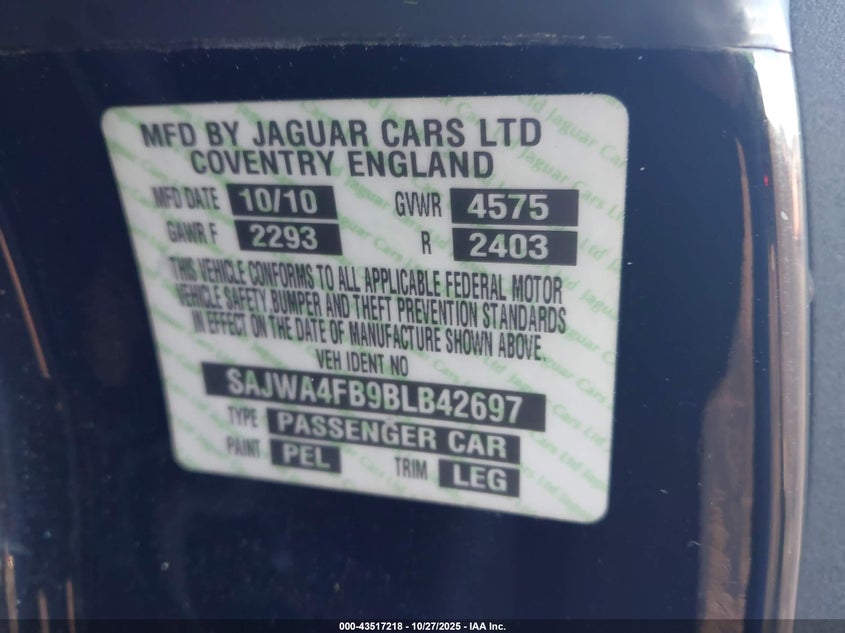 MFD BY JAGUAR CARS LTD
COVENTRY ENGLAND
MFD DATE 10/10 GVWR 4575
GAWR F 2293 R 2403
THIS VEHICLE CONFORMS TO ALL APPLICABLE FEDERAL MOTOR
VEHICLE SAFETY BUMPER AND THEFT PREVENTION STANDARDS
IN EFFECT ON THE DATE OF MANUFACTURE SHOWN ABOVE.
VEH IDENT NO
SAJWA4FB9BLB42697
TYPE PASSENGER CAR
PAINT PEL TRIM LEG
000-43517218 - 10/27/2025 - IAA Inc.